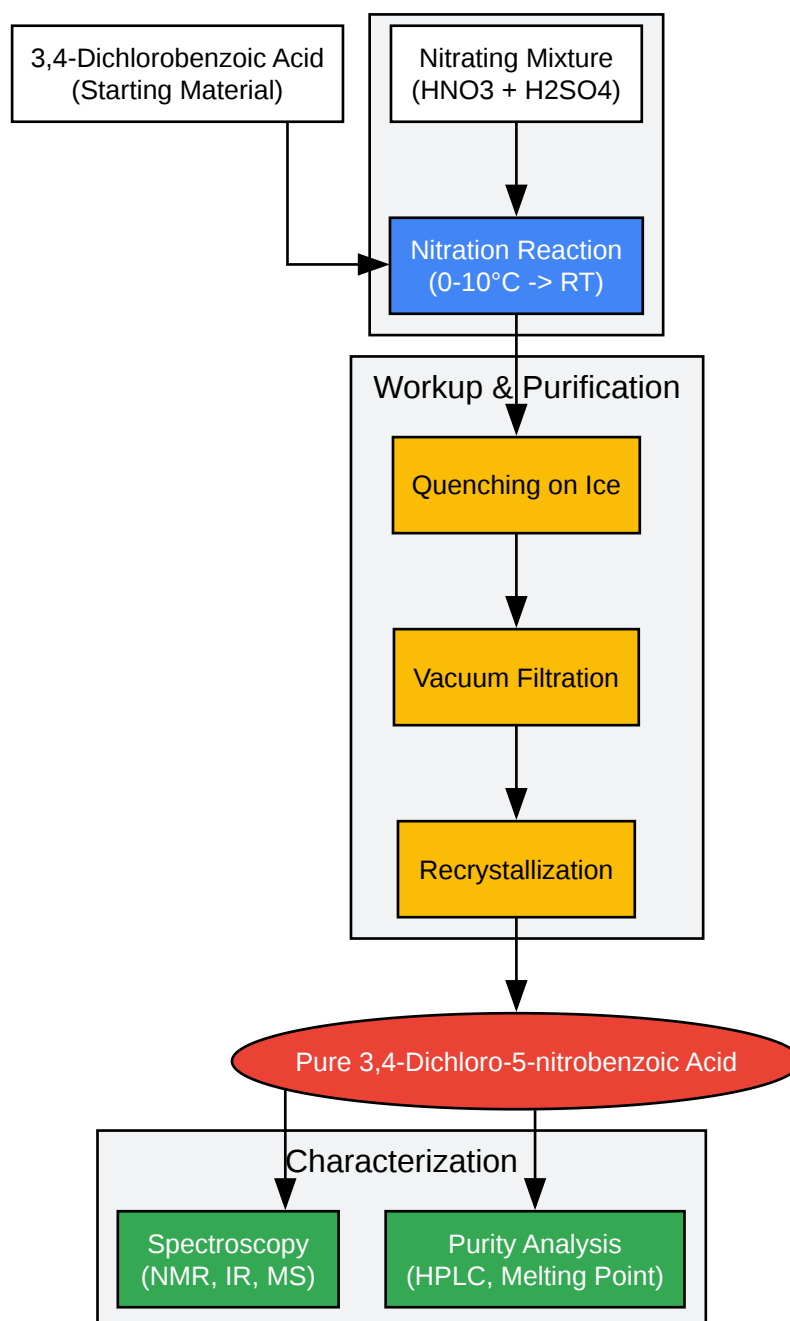 3,4-Dichlorobenzoic Acid
(Starting Material)
Nitrating Mixture
(HNO3 + H2SO4)
Nitration Reaction
(0-10°C -> RT)
Workup & Purification
Quenching on Ice
Vacuum Filtration
Recrystallization
Pure 3,4-Dichloro-5-nitrobenzoic Acid
Characterization
Spectroscopy
(NMR, IR, MS)
Purity Analysis
(HPLC, Melting Point)